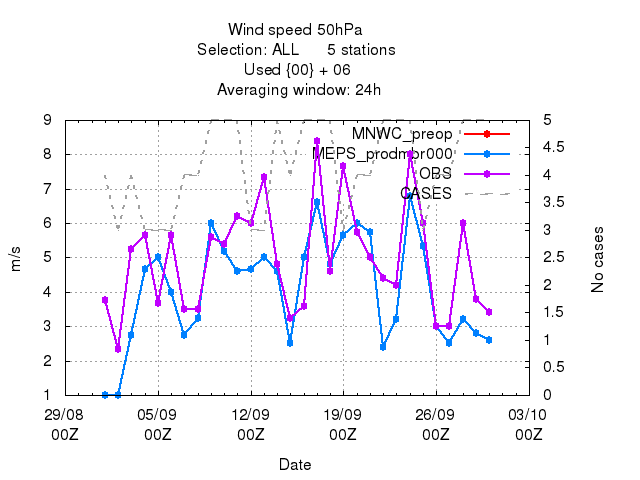 Wind speed 50hPa
Selection: ALL 5 stations
Used {00} + 06
Averaging window: 24h
MNWC_preop
MEPS_prodmbr000
OBS
CASES
9
8
7
6
5
4
3
2
1
m/s
5
4.5
4
3.5
3
2.5
2
1.5
1
0.5
0
No cases
29/08 05/09 12/09 19/09 26/09 03/10
00Z 00Z 00Z 00Z 00Z 00Z
Date